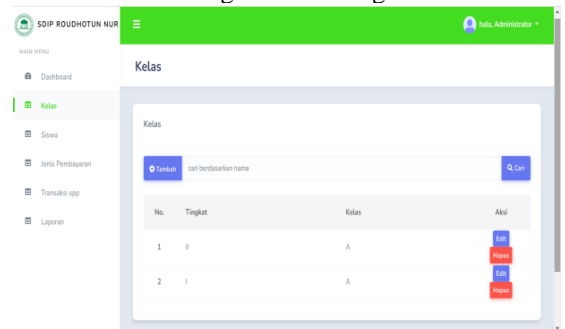 SDIP ROUDHOTUN NUR
halo, Administrator
MAIN MENU
Dashboard
Kelas
Siswa
Jenis Pembayaran
Transaksi spp
Laporan
Kelas
Kelas
Tambah cari berdasarkan nama Cari
No. Tingkat Kelas Aksi
1 II A Edit
Hapus
2 I A Edit
Hapus